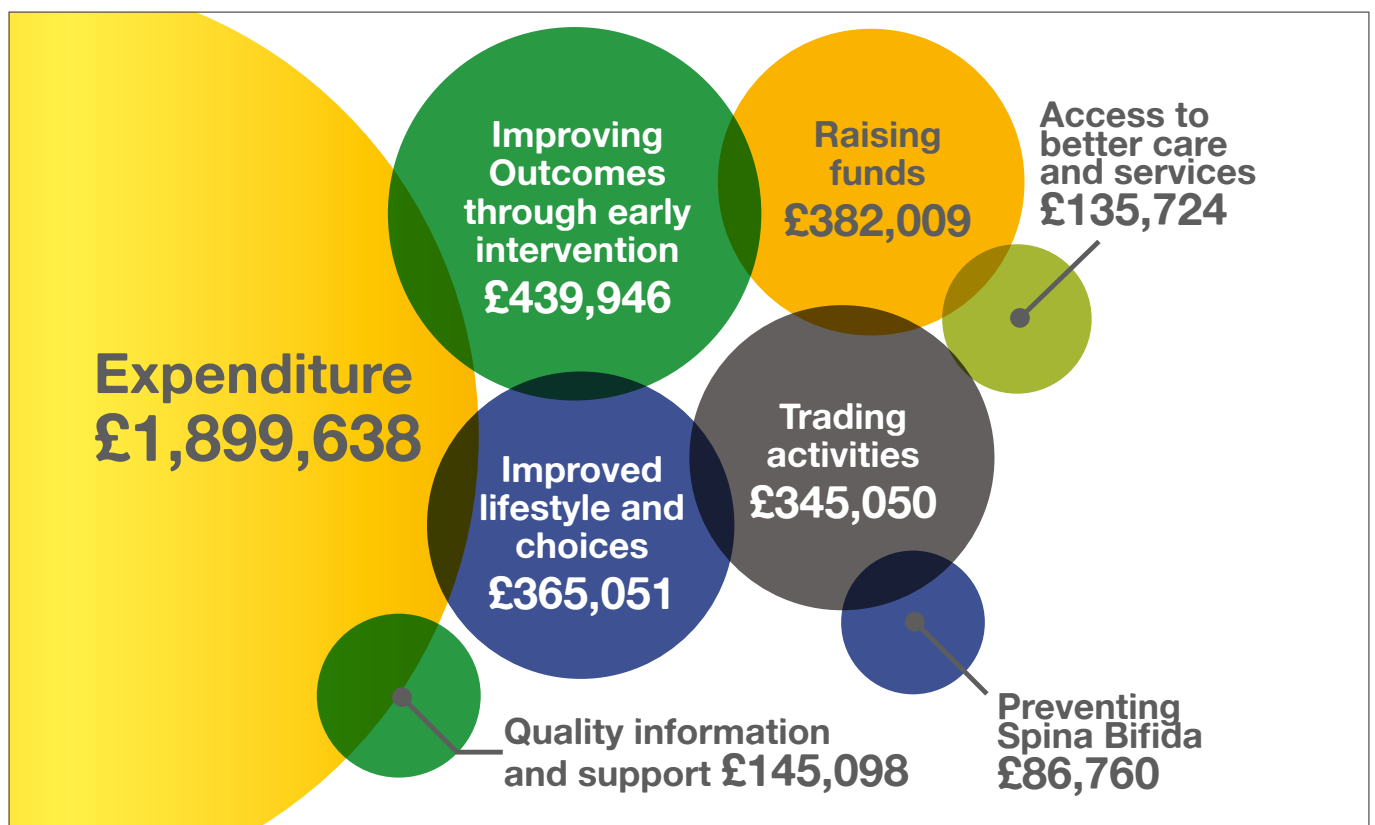 Expenditure
£1,899,638
Improving
Outcomes
through early
intervention
£439,946
Raising
funds
£382,009
Access to
better care
and services
£135,724
Improved
lifestyle and
choices
£365,051
Trading
activities
£345,050
Quality information
and support £145,098
Preventing
Spina Bifida
£86,760